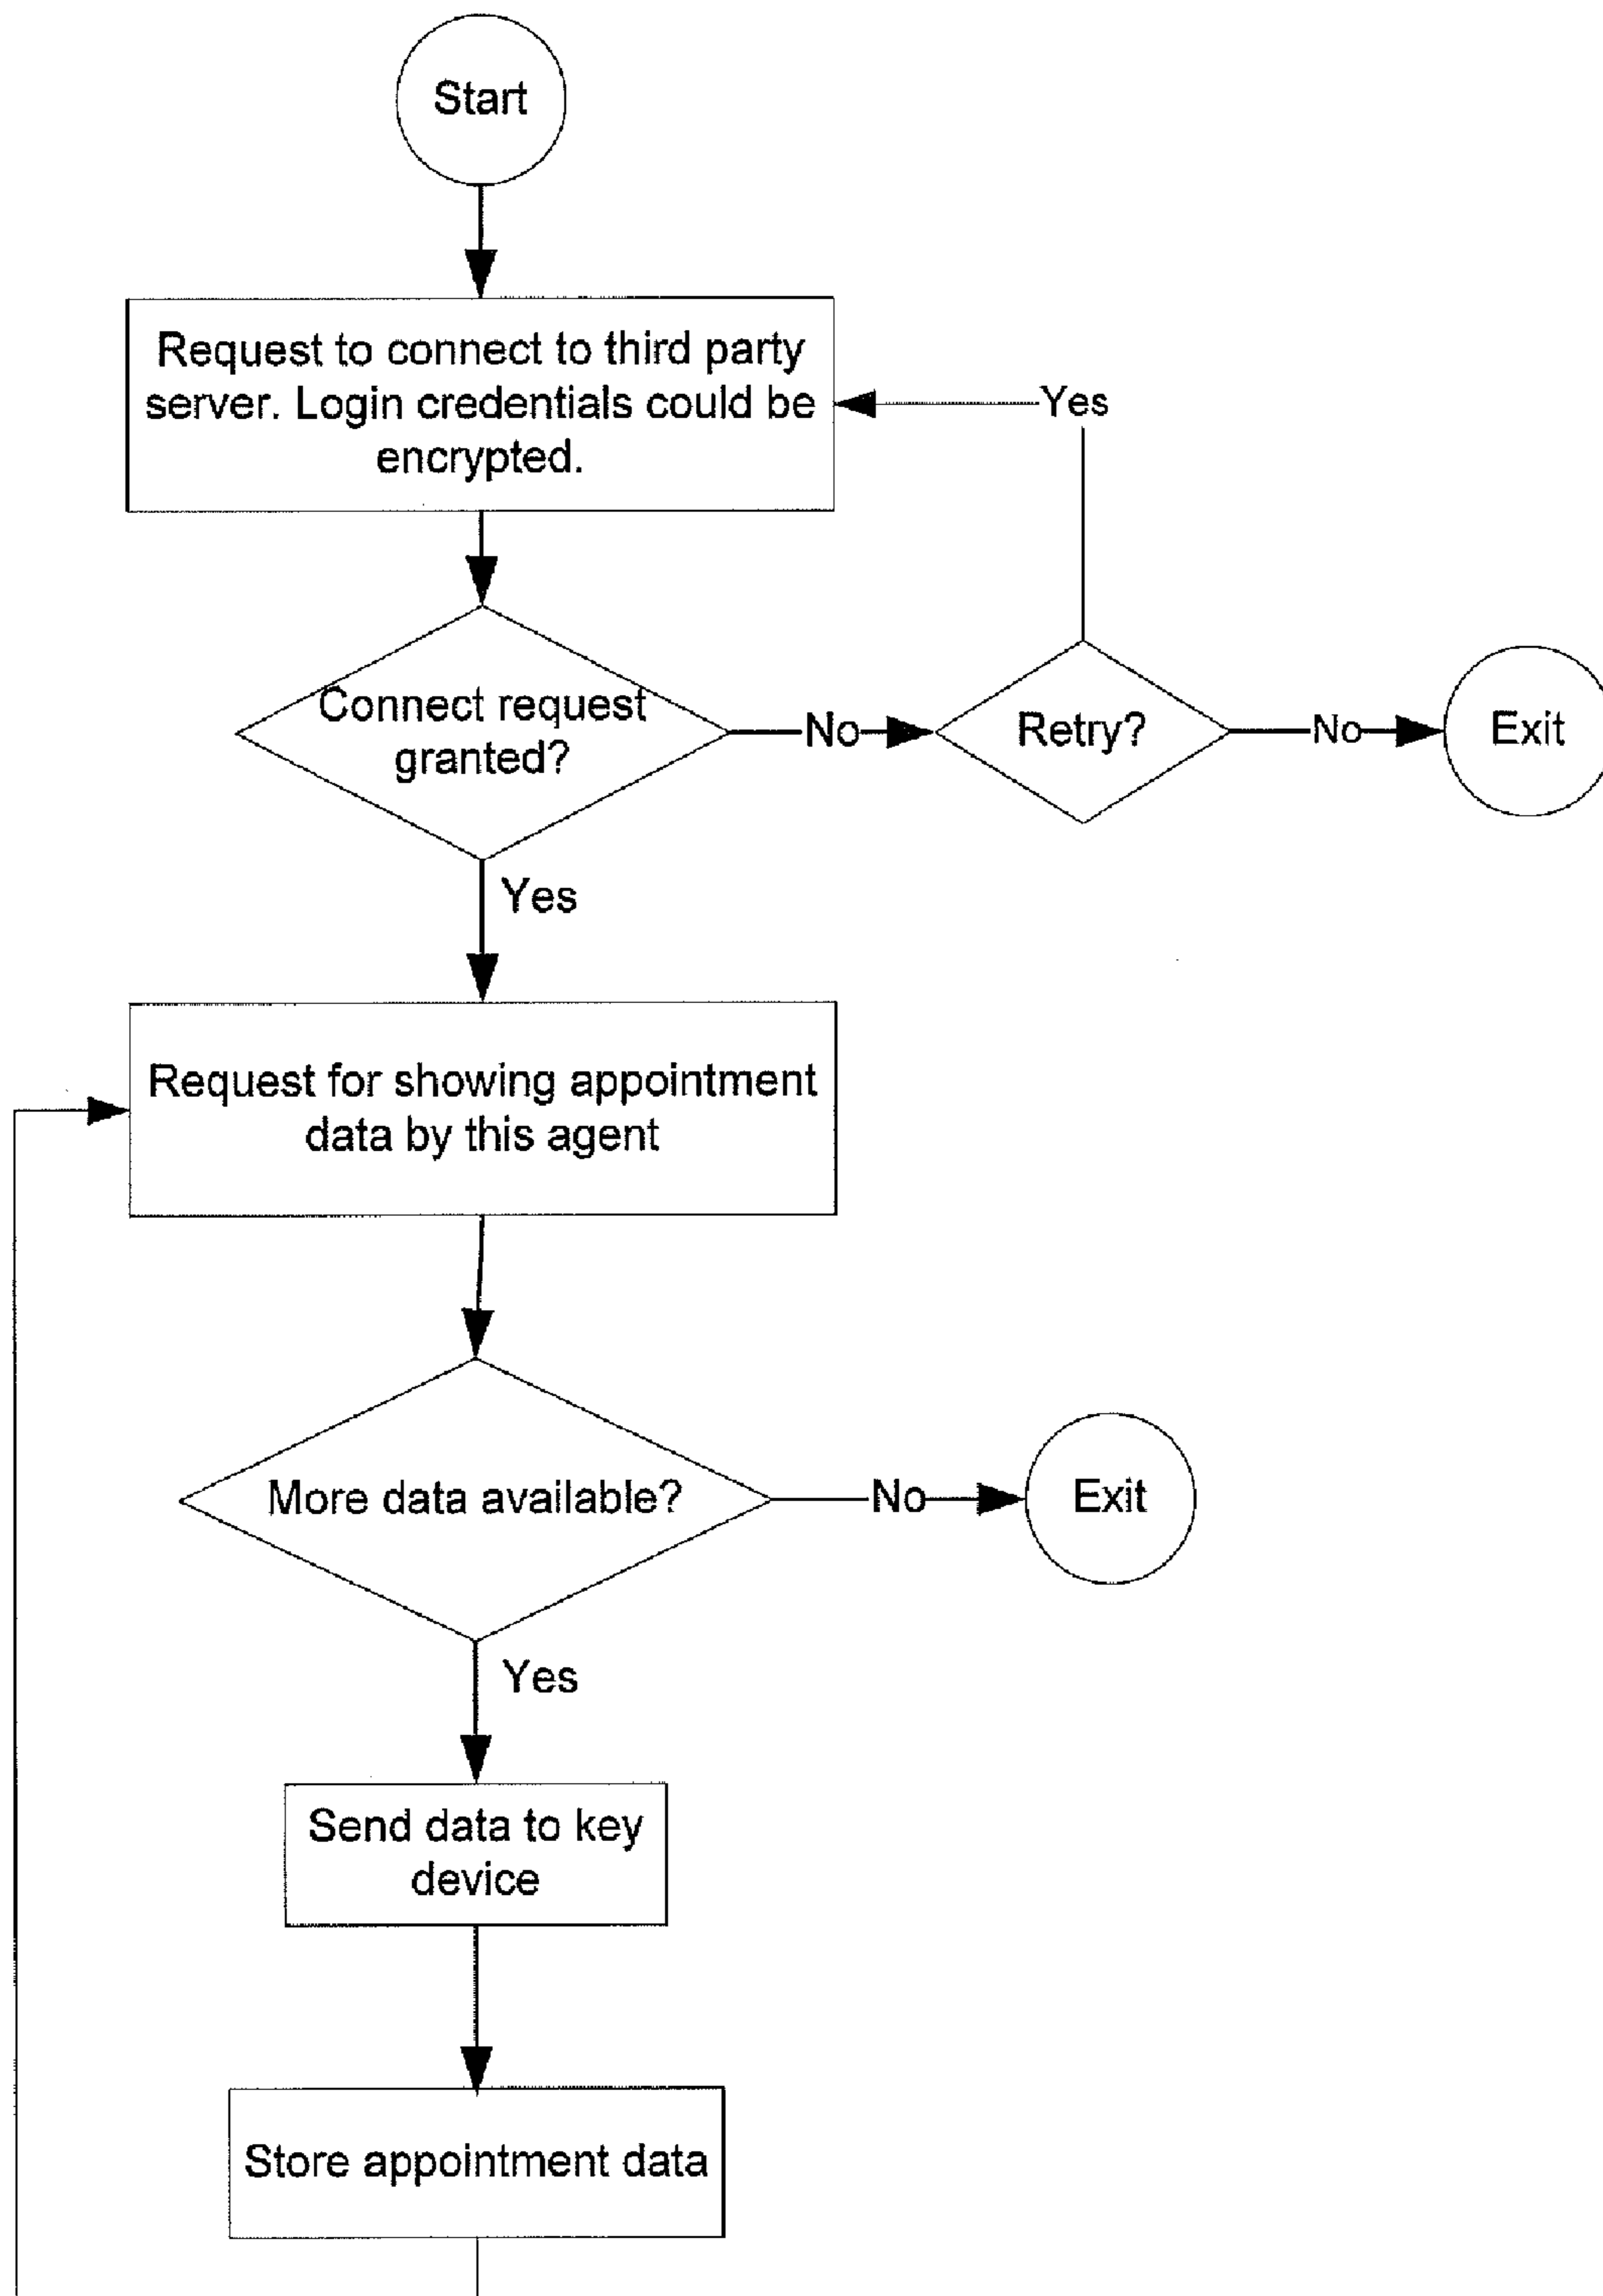 Start
Request to connect to third party
server. Login credentials could be
encrypted.
Yes
Connect request
granted?
No
Retry?
No
Exit
Yes
Request for showing appointment
data by this agent
More data available?
No
Exit
Yes
Send data to key
device
Store appointment data